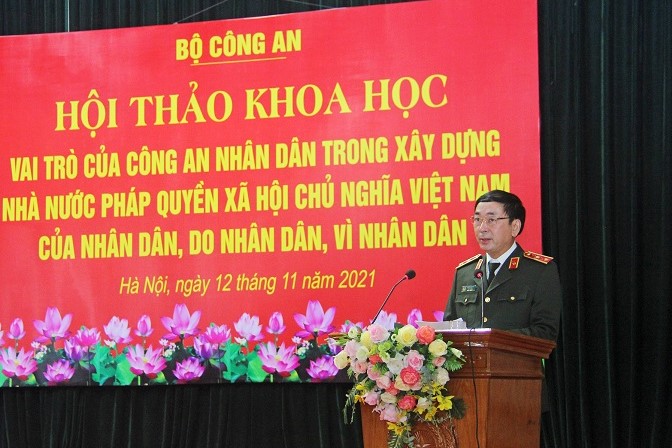 BỘ CÔNG AN
HỘI THẢO KHOA HỌC
VAI TRÒ CỦA CÔNG AN NHÂN DÂN TRONG XÂY DỰNG
NHÀ NƯỚC PHÁP QUYỀN XÃ HỘI CHỦ NGHĨA VIỆT NAM
CỦA NHÂN DÂN, DO NHÂN DÂN, VÌ NHÂN DÂN
Hà Nội, ngày 12 tháng 11 năm 2021